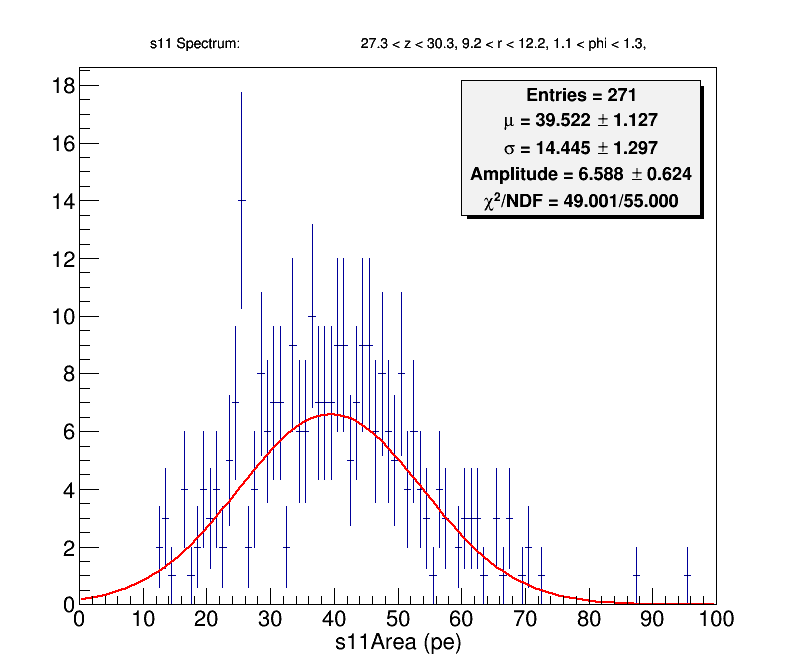 s11 Spectrum: 27.3 < z < 30.3, 9.2 < r < 12.2, 1.1 < phi < 1.3,
Entries = 271
μ = 39.522 ± 1.127
σ = 14.445 ± 1.297
Amplitude = 6.588 ± 0.624
χ²/NDF = 49.001/55.000
18
16
14
12
10
8
6
4
2
0
0 10 20 30 40 50 60 70 80 90 100
s11Area (pe)